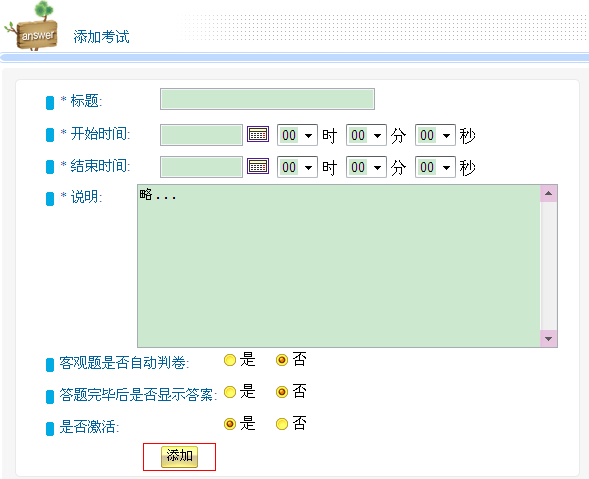 answer
添加考试
* 标题:
* 开始时间: 00 时 00 分 00 秒
* 结束时间: 00 时 00 分 00 秒
* 说明:
略...
客观题是否自动判卷: 是 否
答题完毕后是否显示答案: 是 否
是否激活: 是 否
添加